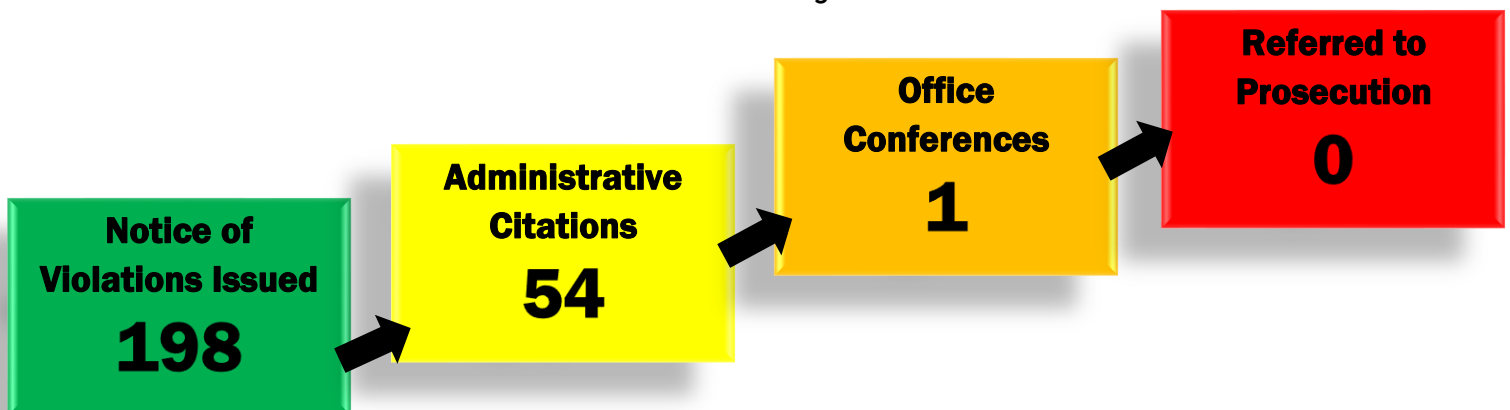 Notice of
Violations Issued
198
Administrative
Citations
54
Office
Conferences
1
Referred to
Prosecution
0